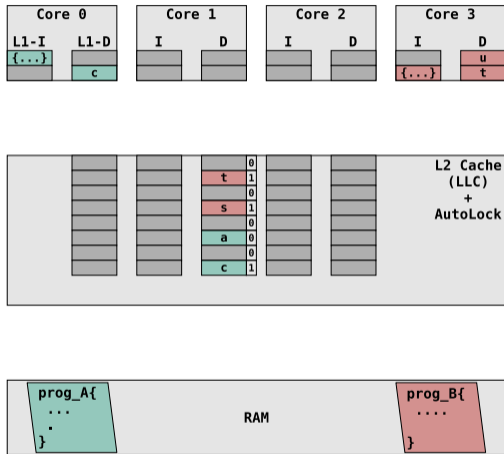 Core 0 Core 1 Core 2 Core 3
L1-I L1-D I D I D I D
{...} u
c {...} t
0
t 1
0
s 1
0
a 0
0
c 1
L2 Cache
(LLC)
+
AutoLock
prog_A{
...
.
}
RAM
prog_B{
....
}